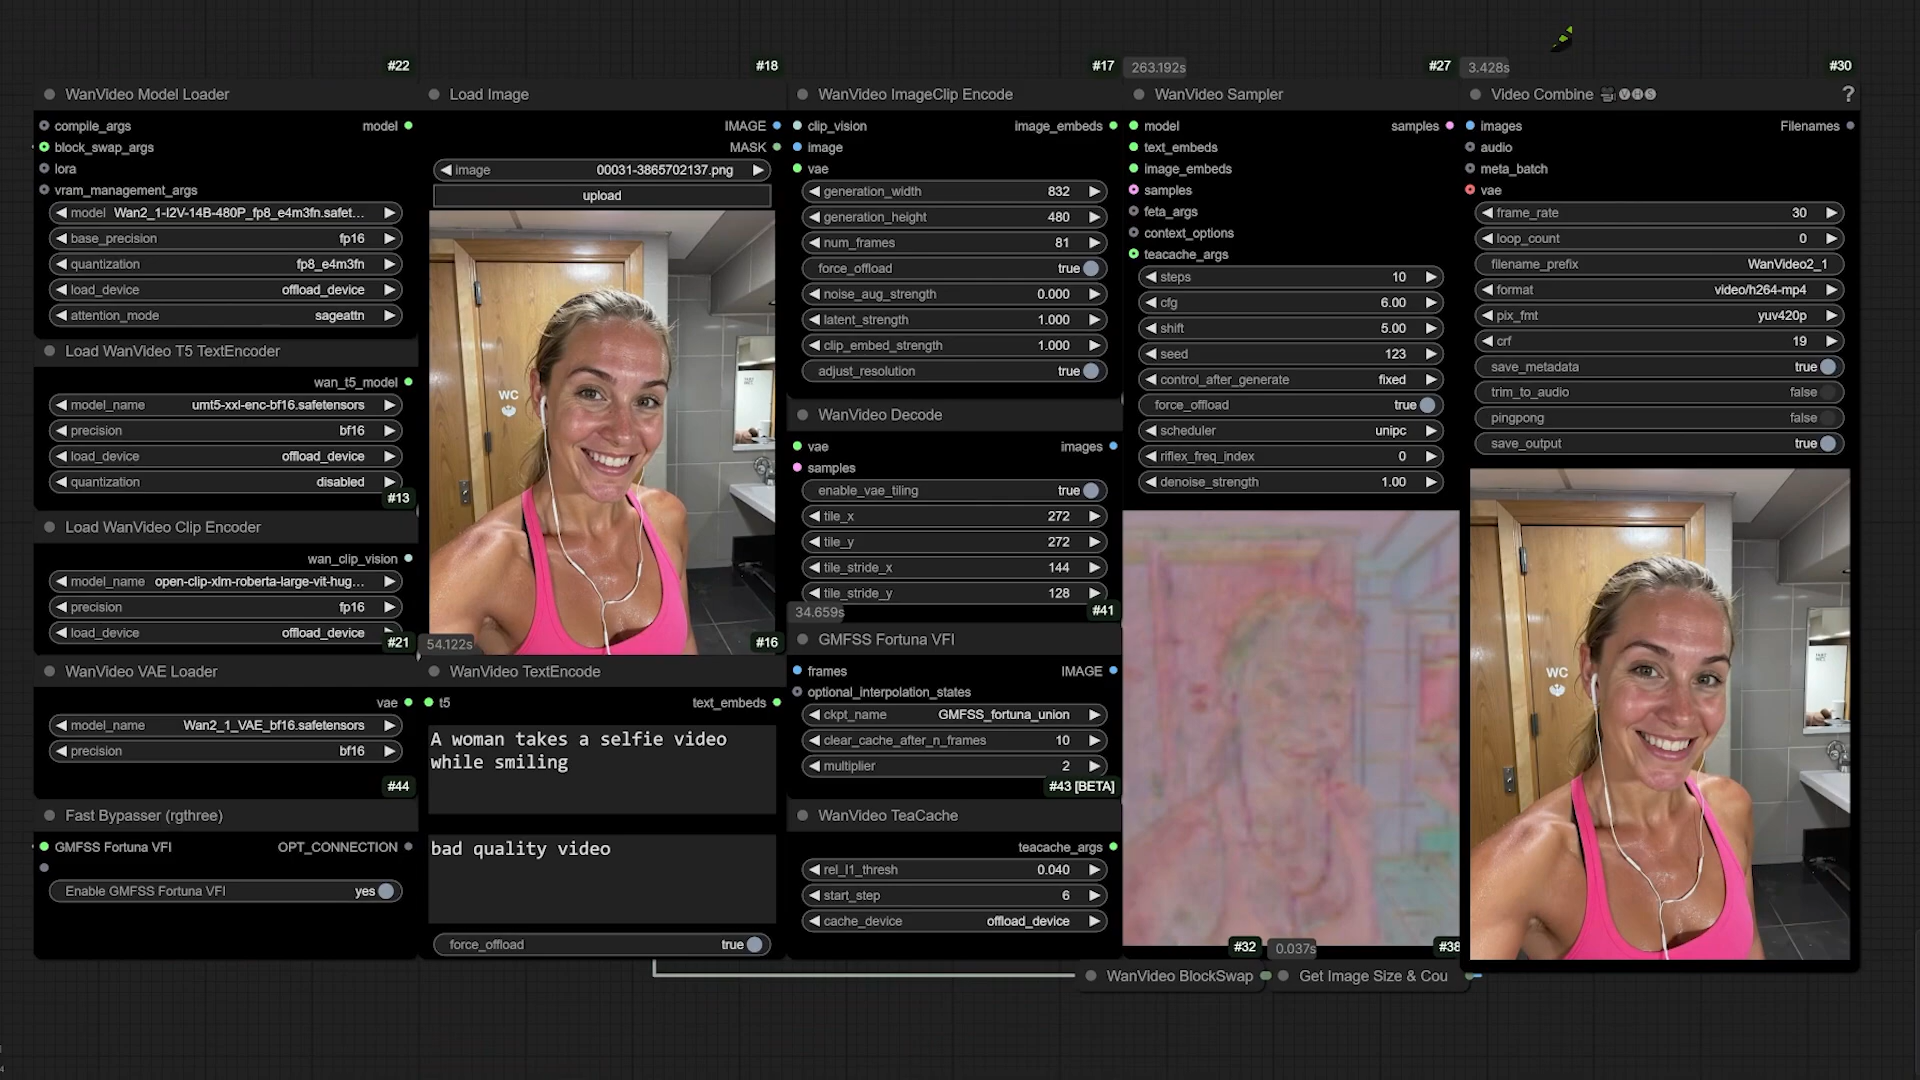 #22
WanVideo Model Loader
compile_args
model
block_swap_args
lora
vram_management_args
model Wan2_1-I2V-14B-480P_fp8_e4m3fn.safet...
base_precision fp16
quantization fp8_e4m3fn
load_device offload_device
attention_mode sageattn
Load WanVideo T5 TextEncoder
wan_t5_model
model_name umt5-xxl-enc-bf16.safetensors
precision bf16
load_device offload_device
quantization disabled
#13
Load WanVideo Clip Encoder
wan_clip_vision
model_name open-clip-xlm-roberta-large-vit-hug...
precision fp16
load_device offload_device
#21
WanVideo VAE Loader
vae
model_name Wan2_1_VAE_bf16.safetensors
precision bf16
#44
Fast Bypasser (rgthree)
GMFSS Fortuna VFI OPT_CONNECTION
Enable GMFSS Fortuna VFI yes
#18
Load Image
IMAGE
MASK
image 00031-3865702137.png
upload
WC
54.122s
#16
WanVideo TextEncode
t5 text_embeds
A woman takes a selfie video
while smiling
bad quality video
force_offload true
#17
WanVideo ImageClip Encode
clip_vision image_embeds
image
vae
generation_width 832
generation_height 480
num_frames 81
force_offload true
noise_aug_strength 0.000
latent_strength 1.000
clip_embed_strength 1.000
adjust_resolution true
WanVideo Decode
vae images
samples
enable_vae_tiling true
tile_x 272
tile_y 272
tile_stride_x 144
tile_stride_y 128
34.659s
#41
GMFSS Fortuna VFI
frames IMAGE
optional_interpolation_states
ckpt_name GMFSS_fortuna_union
clear_cache_after_n_frames 10
multiplier 2
#43 [BETA]
WanVideo TeaCache
teacache_args
rel_l1_thresh 0.040
start_step 6
cache_device offload_device
263.192s
#27
WanVideo Sampler
model samples
text_embeds
image_embeds
samples
feta_args
context_options
teacache_args
steps 10
cfg 6.00
shift 5.00
seed 123
control_after_generate fixed
force_offload true
scheduler unipc
riflex_freq_index 0
denoise_strength 1.00
#32
0.037s
#38
WanVideo BlockSwap
Get Image Size & Cou
3.428s
#30
Video Combine VHS
?
images Filenames
audio
meta_batch
vae
frame_rate 30
loop_count 0
filename_prefix WanVideo2_1
format video/h264-mp4
pix_fmt yuv420p
crf 19
save_metadata true
trim_to_audio false
pingpong false
save_output true
WC